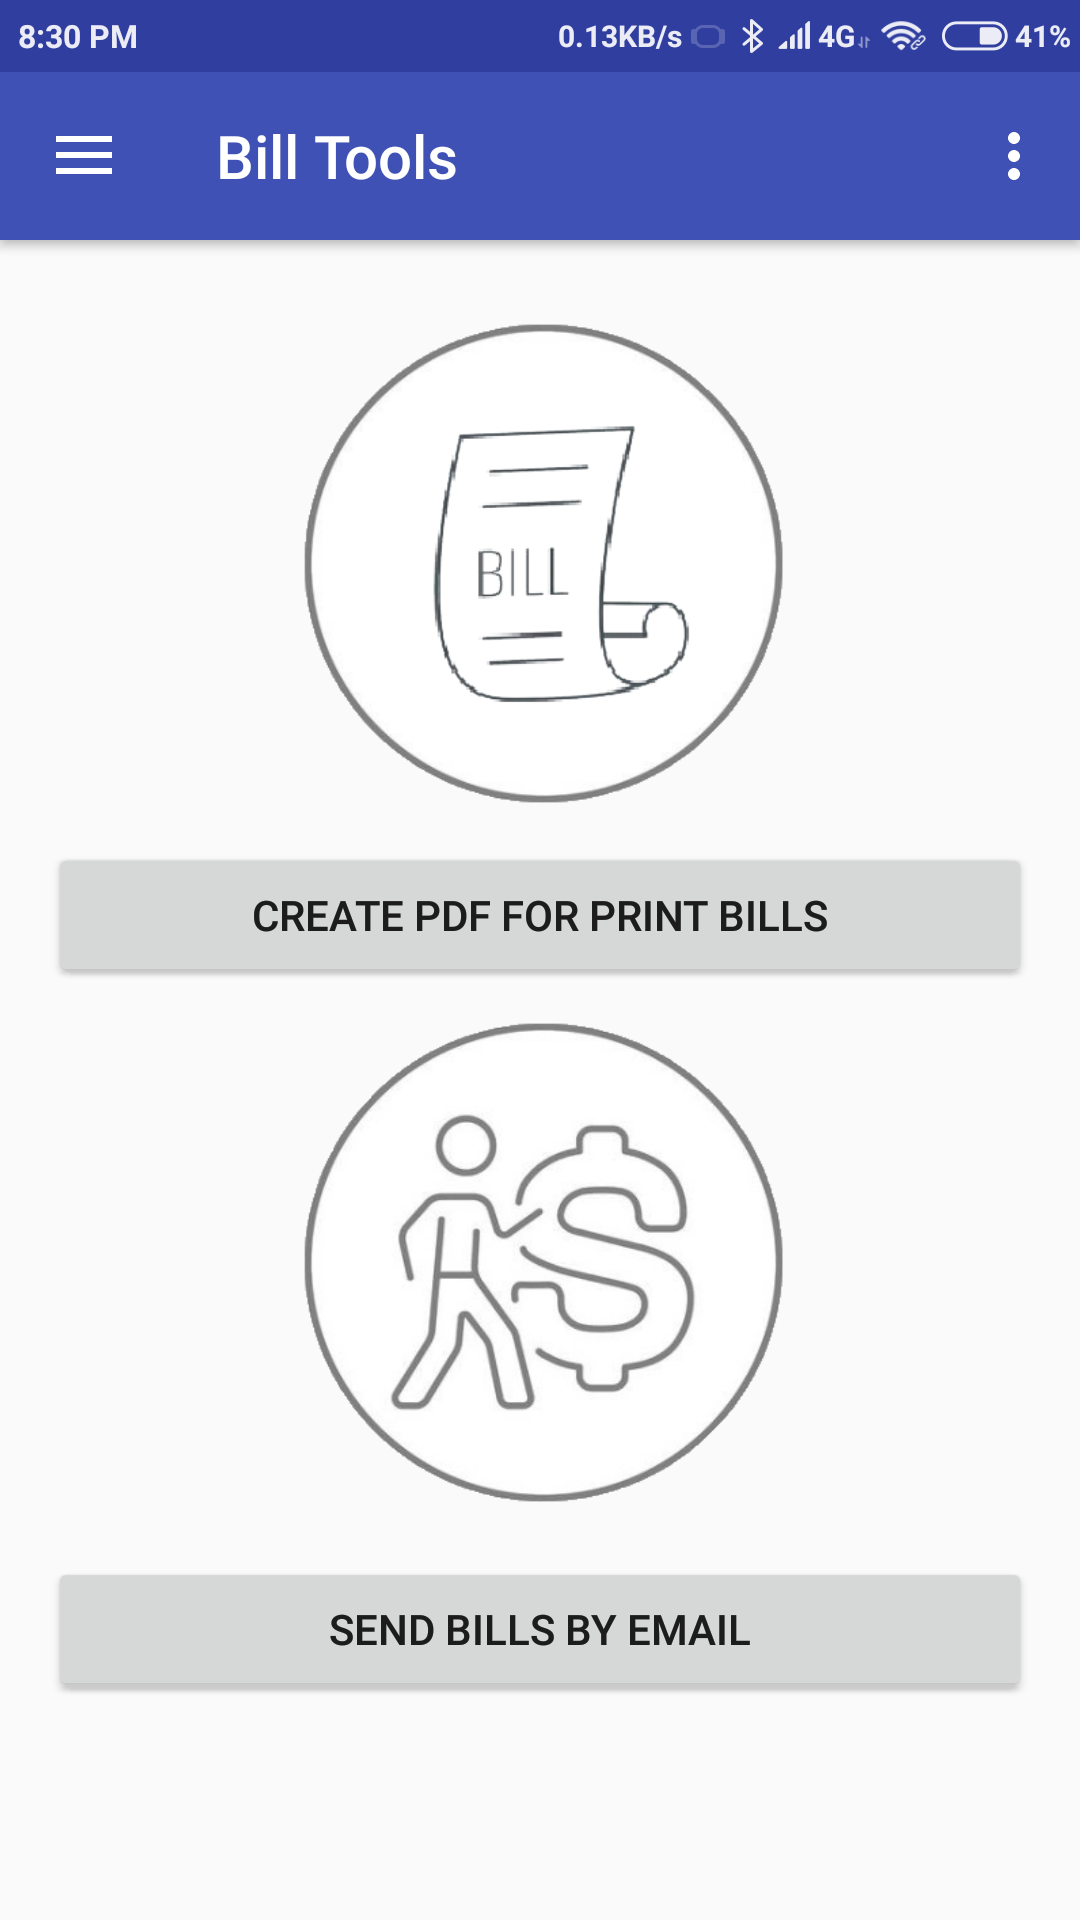 8:30 PM 0.13KB/s 4G 41%
Bill Tools
BILL
CREATE PDF FOR PRINT BILLS
SEND BILLS BY EMAIL